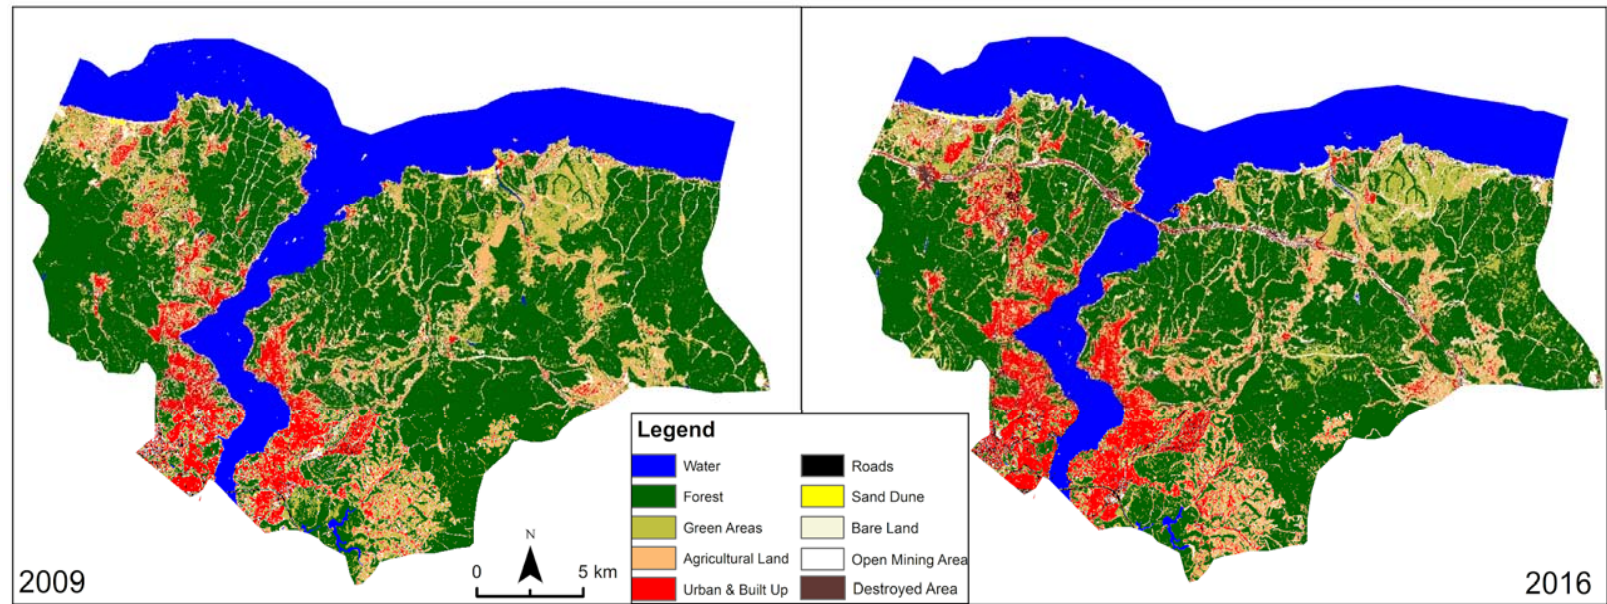 Legend
Water
Forest
Green Areas
Agricultural Land
Urban & Built Up
Roads
Sand Dune
Bare Land
Open Mining Area
Destroyed Area
N
0 5 km
2009
2016